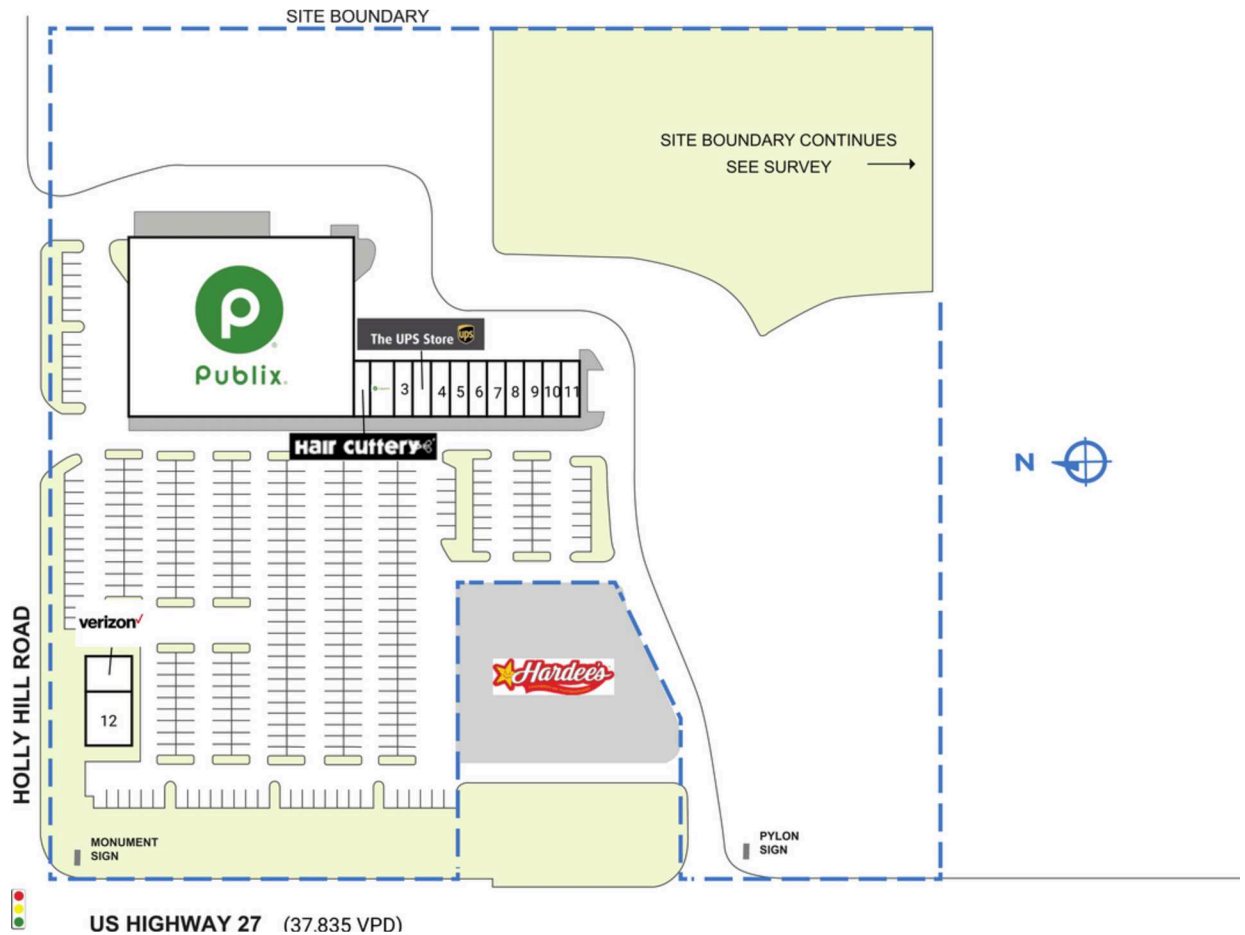 SITE BOUNDARY
SITE BOUNDARY CONTINUES
SEE SURVEY
Publix.
The UPS Store
ups
3
4
5
6
7
8
9
10
11
Hair Cuttery
N
HOLLY HILL ROAD
verizon
12
Hardee's
MONUMENT
SIGN
PYLON
SIGN
US HIGHWAY 27 (37,835 VPD)